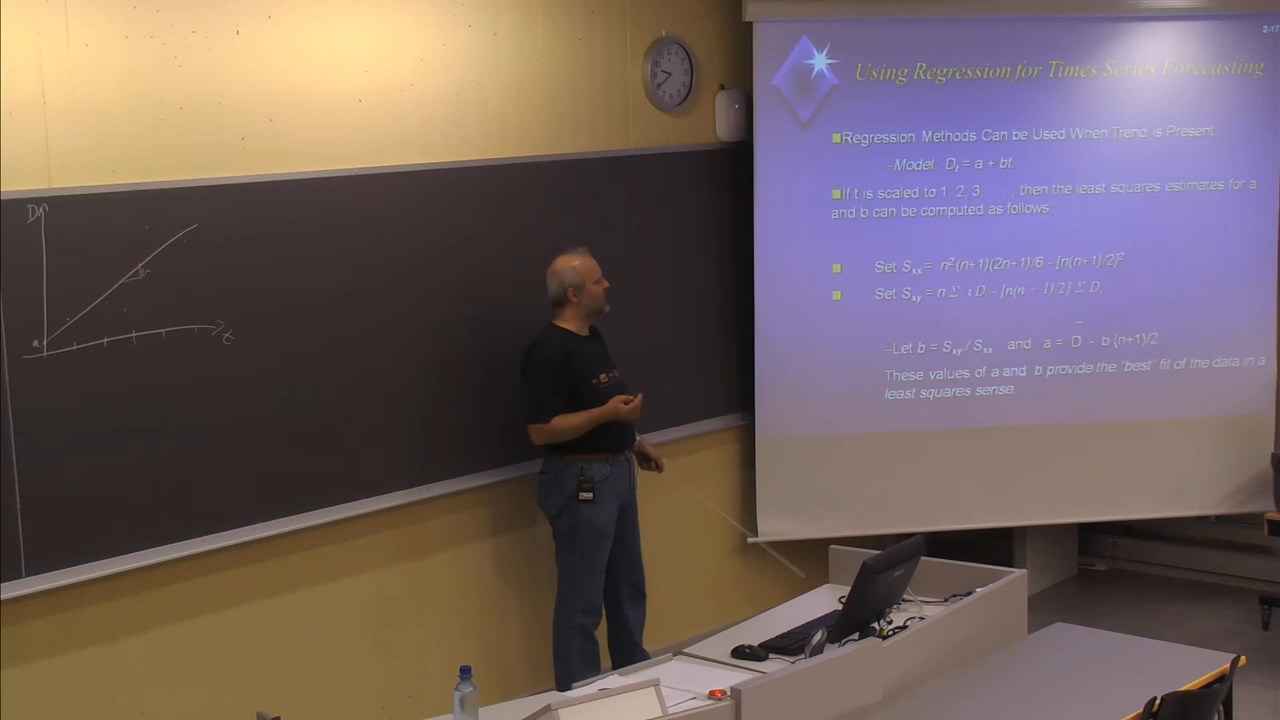 2-17
Using Regression for Times Series Forecasting
Regression Methods Can be Used When Trend is Present
–Model: Dt = a + bt.
If t is scaled to 1, 2, 3, . . . , then the least squares estimates for a
and b can be computed as follows:
Set Sxx = n²(n+1)(2n+1)/6 - [n(n+1)/2]²
Set Sxy = n Σ i Di - [n(n + 1)/2] Σ Di
–Let b = Sxy / Sxx and a = D̅ - b (n+1)/2
These values of a and b provide the "best" fit of the data in a
least squares sense.
D
b
a
t